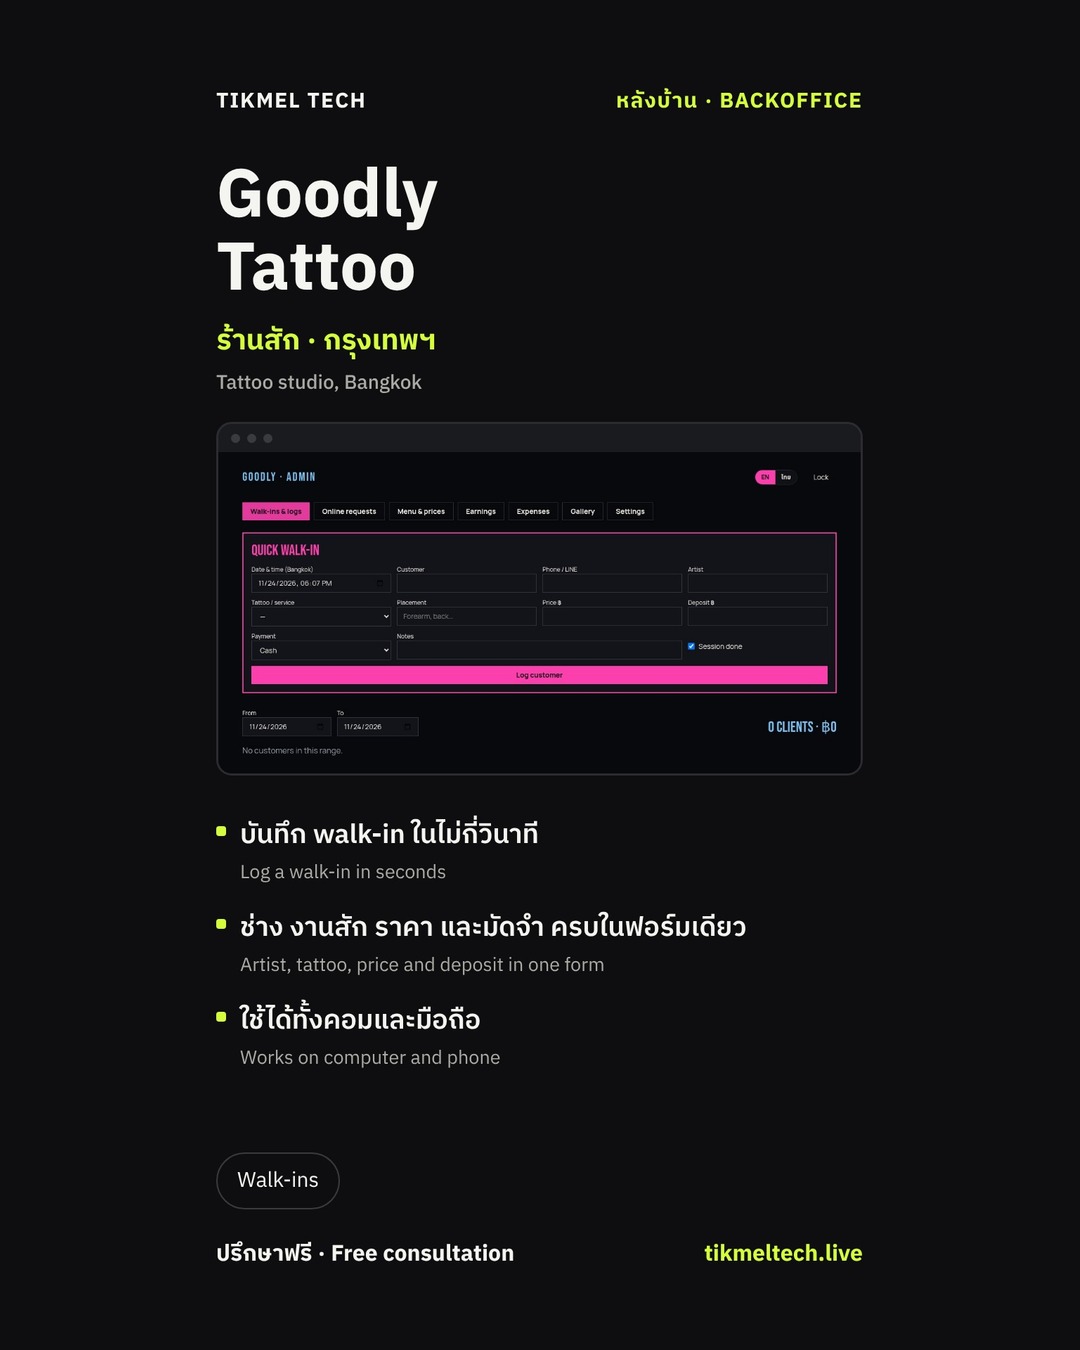 TIKMEL TECH
หลังบ้าน · BACKOFFICE
Goodly
Tattoo
ร้านสัก · กรุงเทพฯ
Tattoo studio, Bangkok
GOODLY · ADMIN
EN ไทย Lock
Walk-ins & logs Online requests Menu & prices Earnings Expenses Gallery Settings
QUICK WALK-IN
Date & time (Bangkok) Customer Phone / LINE Artist
11/24/2026, 06:07 PM
Tattoo / service Placement Price ฿ Deposit ฿
— Forearm, back...
Payment Notes
Cash Session done
Log customer
From To
11/24/2026 11/24/2026 0 CLIENTS · ฿0
No customers in this range.
บันทึก walk-in ในไม่กี่วินาที
Log a walk-in in seconds
ช่าง งานสัก ราคา และมัดจำ ครบในฟอร์มเดียว
Artist, tattoo, price and deposit in one form
ใช้ได้ทั้งคอมและมือถือ
Works on computer and phone
Walk-ins
ปรึกษาฟรี · Free consultation
tikmeltech.live